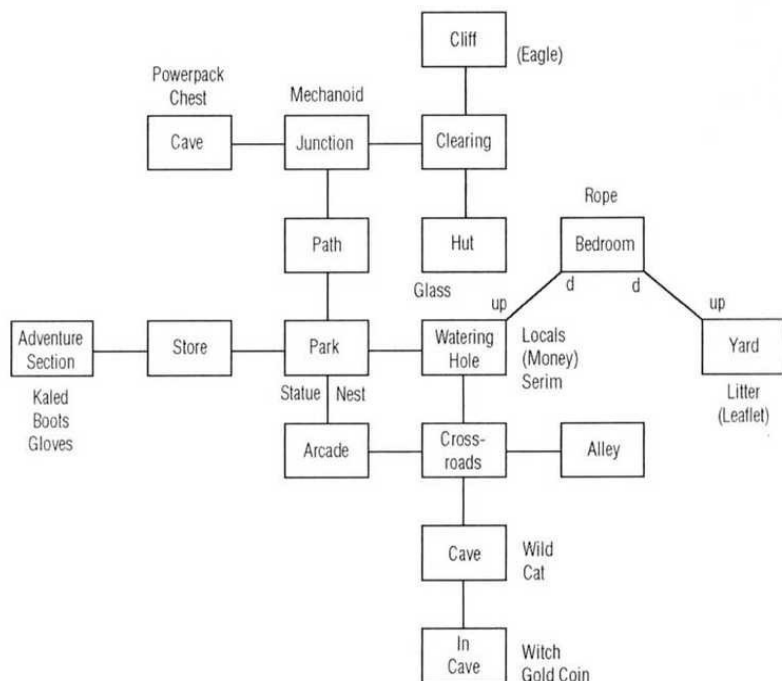 Cliff
(Eagle)
Powerpack
Chest
Mechanoid
Cave
Junction
Clearing
Rope
Path
Hut
Bedroom
Glass
up
d
d
up
Adventure
Section
Store
Park
Watering
Hole
Locals
(Money)
Serim
Yard
Kaled
Boots
Gloves
Statue
Nest
Litter
(Leaflet)
Arcade
Cross-
roads
Alley
Cave
Wild
Cat
In
Cave
Witch
Gold Coin